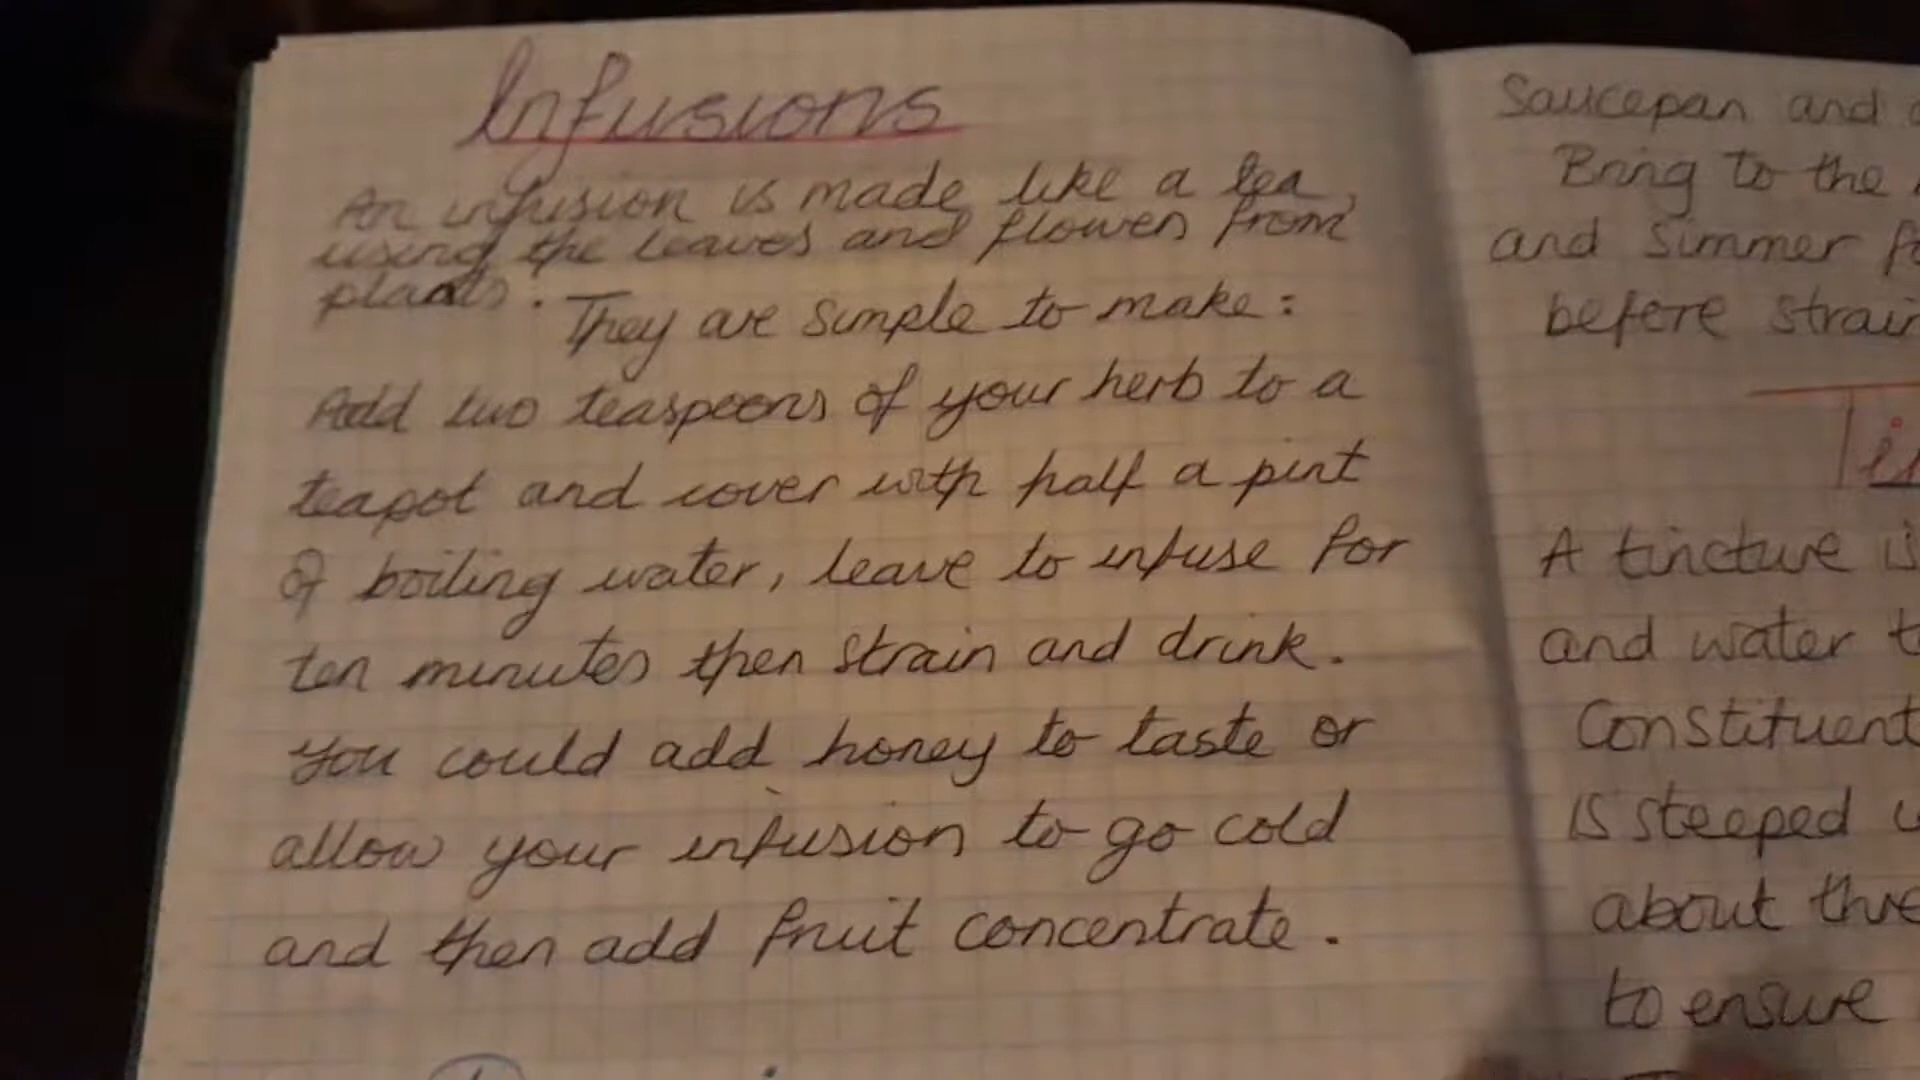 Infusions
An infusion is made like a tea,
using the leaves and flowers from
plants.
They are simple to make:
Add two teaspoons of your herb to a
teapot and cover with half a pint
of boiling water, leave to infuse for
ten minutes then strain and drink.
You could add honey to taste or
allow your infusion to go cold
and then add fruit concentrate.
Saucepan and
Bring to the
and simmer
before
A tincture is
and water
Constituent
is steeped
about
to ensure